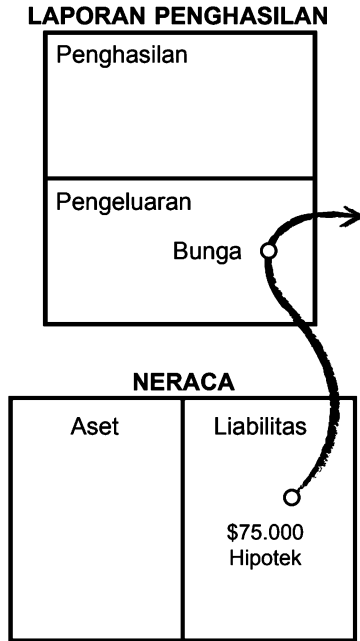 LAPORAN PENGHASILAN
Penghasilan
Pengeluaran
Bunga
NERACA
Aset
Liabilitas
$75.000
Hipotek